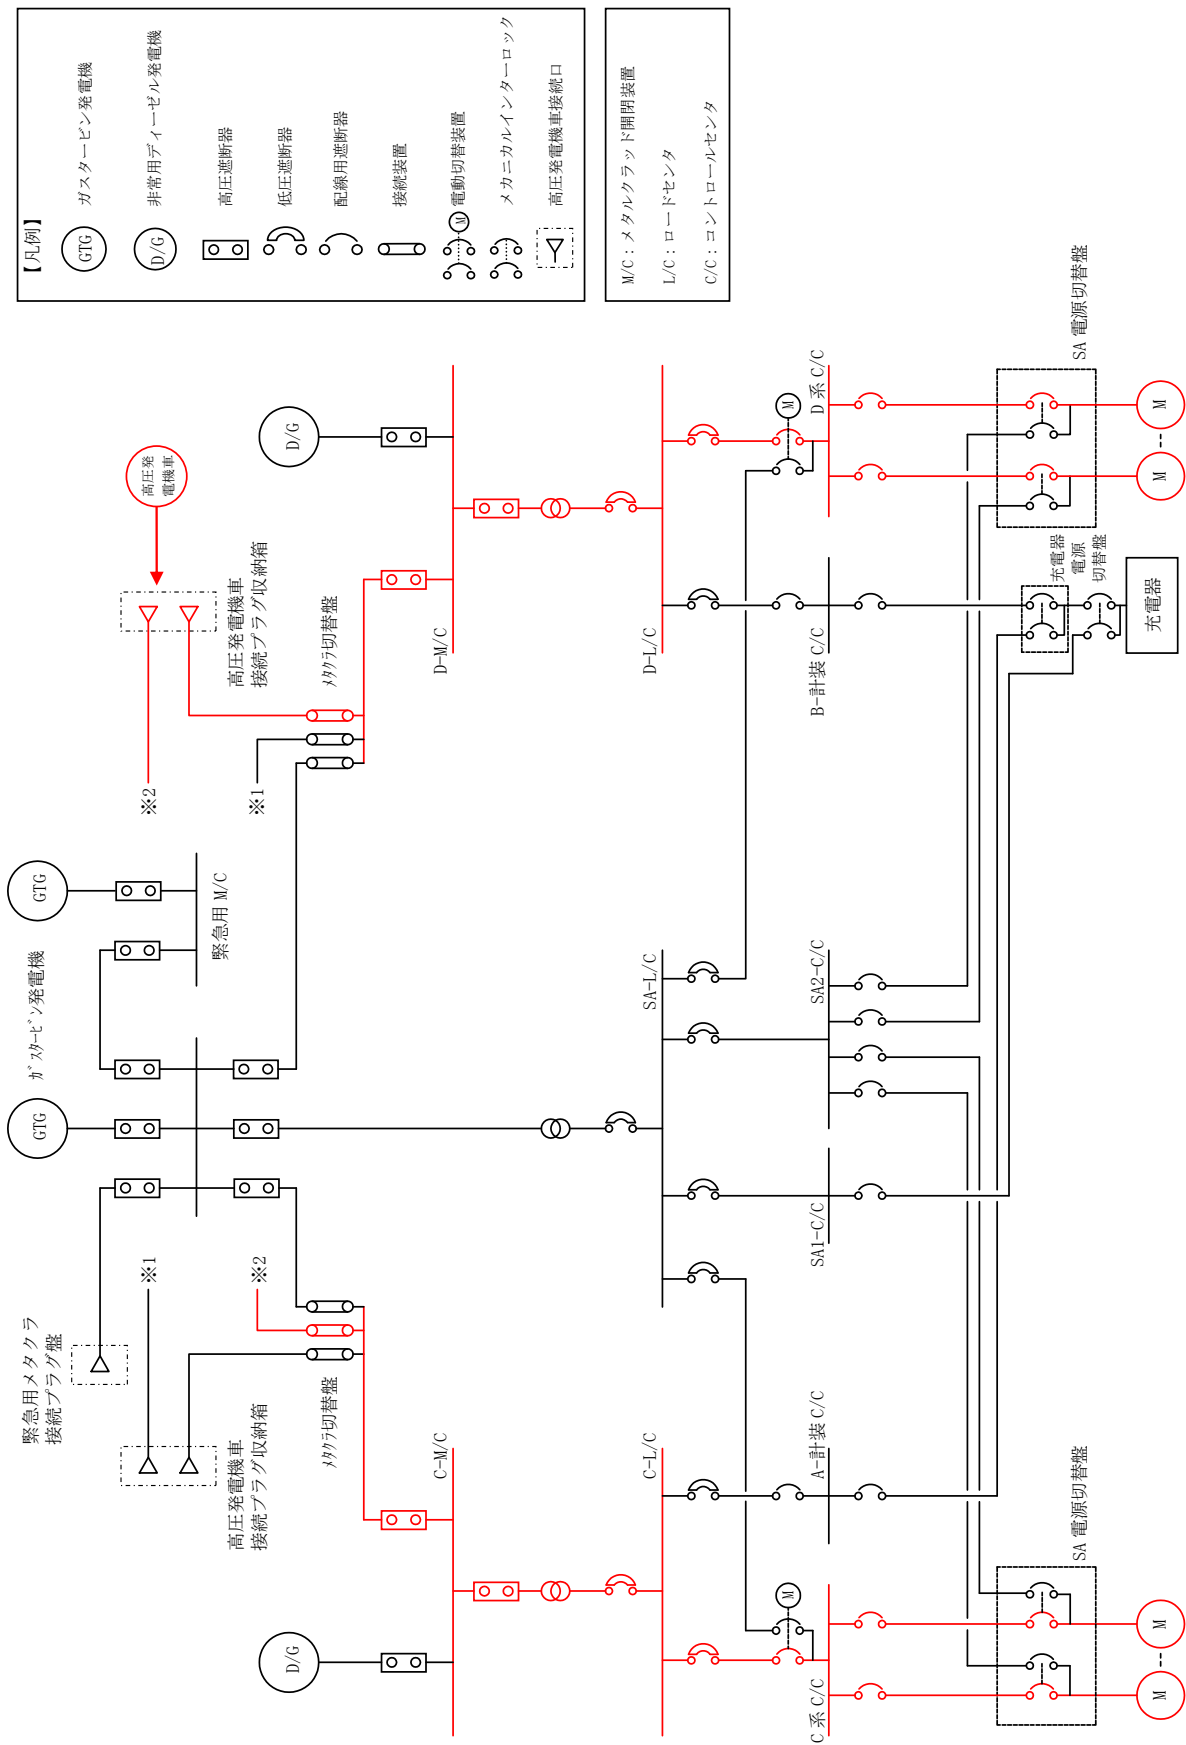 【凡例】
GTG
ガスタービン発電機
D/G
非常用ディーゼル発電機
高圧遮断器
低圧遮断器
配線用遮断器
接続装置
M
電動切替装置
メカニカルインターロック
高圧発電機車接続口
M/C：メタルクラッド開閉装置
L/C：ロードセンタ
C/C：コントロールセンタ
GTG
GTG
ｶﾞｽﾀｰﾋﾞﾝ発電機
緊急用 M/C
緊急用メタクラ
接続プラグ盤
※1
※2
高圧発電機車
接続プラグ収納箱
ﾒﾀｸﾗ切替盤
D/G
C-M/C
C-L/C
A-計装 C/C
M
C 系 C/C
SA 電源切替盤
M
M
高圧発
電機車
※2
※1
高圧発電機車
接続プラグ収納箱
ﾒﾀｸﾗ切替盤
D/G
D-M/C
D-L/C
B-計装 C/C
M
D 系 C/C
SA 電源切替盤
M
M
SA-L/C
SA1-C/C
SA2-C/C
充電器
電源
切替盤
充電器